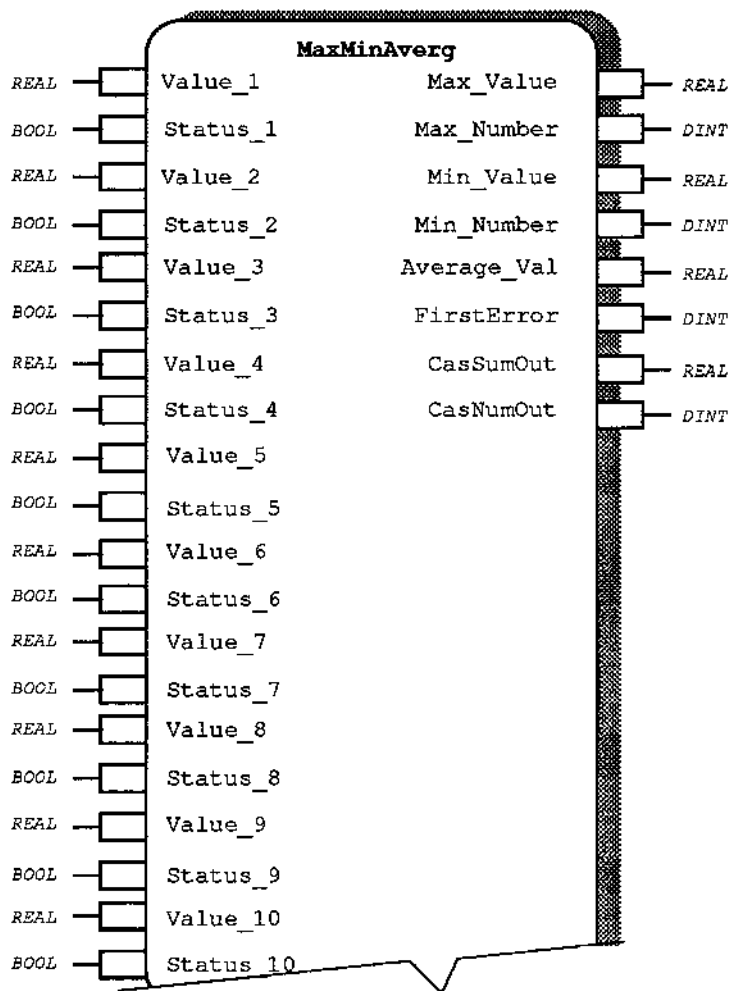 MaxMinAverg
REAL Value_1 Max_Value REAL
BOOL Status_1 Max_Number DINT
REAL Value_2 Min_Value REAL
BOOL Status_2 Min_Number DINT
REAL Value_3 Average_Val REAL
BOOL Status_3 FirstError DINT
REAL Value_4 CasSumOut REAL
BOOL Status_4 CasNumOut DINT
REAL Value_5
BOOL Status_5
REAL Value_6
BOOL Status_6
REAL Value_7
BOOL Status_7
REAL Value_8
BOOL Status_8
REAL Value_9
BOOL Status_9
REAL Value_10
BOOL Status_10